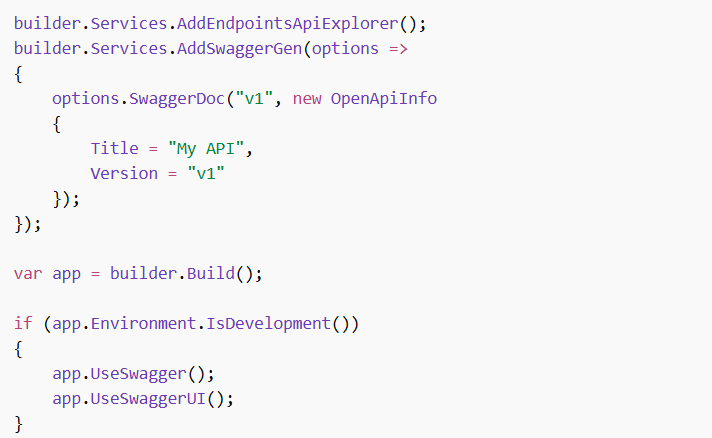 builder.Services.AddEndpointsApiExplorer();
builder.Services.AddSwaggerGen(options =>
{
    options.SwaggerDoc("v1", new OpenApiInfo
    {
        Title = "My API",
        Version = "v1"
    });
});

var app = builder.Build();

if (app.Environment.IsDevelopment())
{
    app.UseSwagger();
    app.UseSwaggerUI();
}